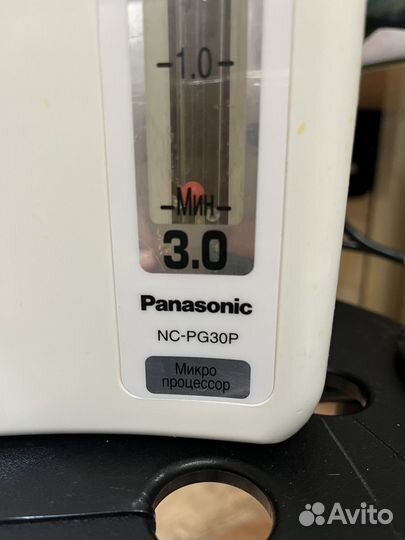 -1.0-
-Мин-
3.0
Panasonic
NC-PG30P
Микро
процессор
Avito